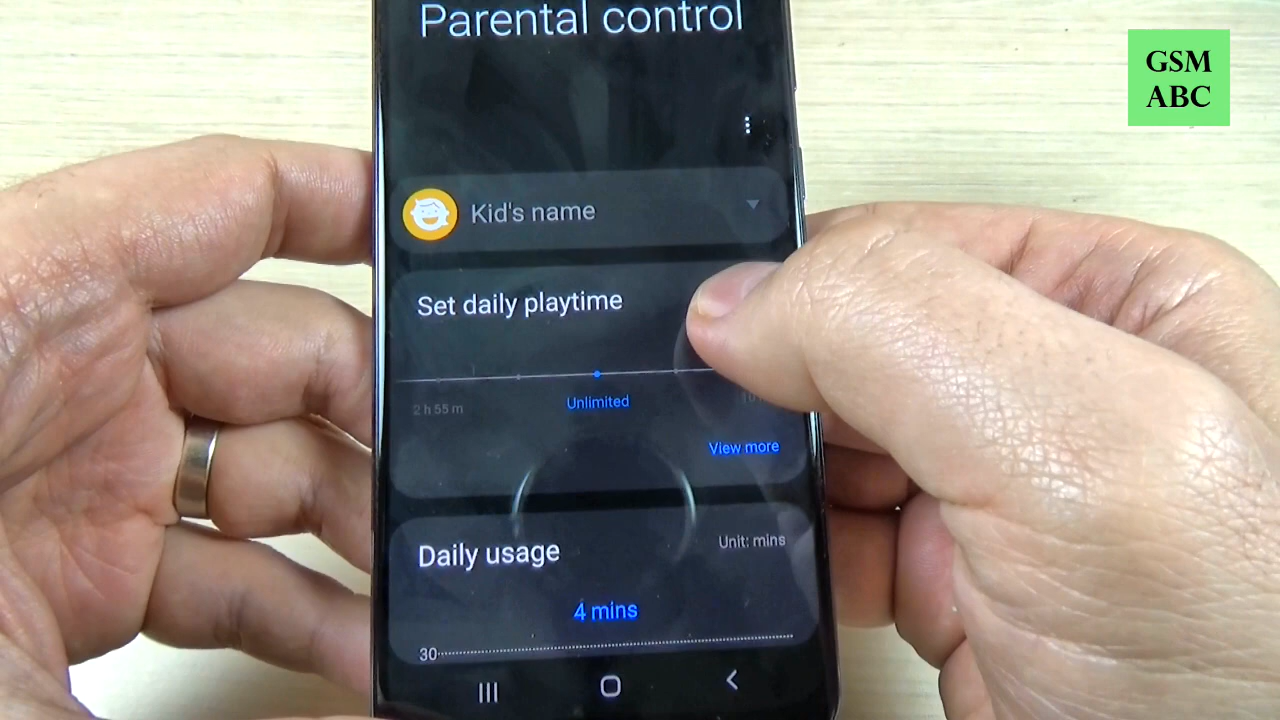 Parental control
GSM
ABC
Kid's name
Set daily playtime
2 h 55 m
Unlimited
View more
Daily usage
Unit: mins
4 mins
30